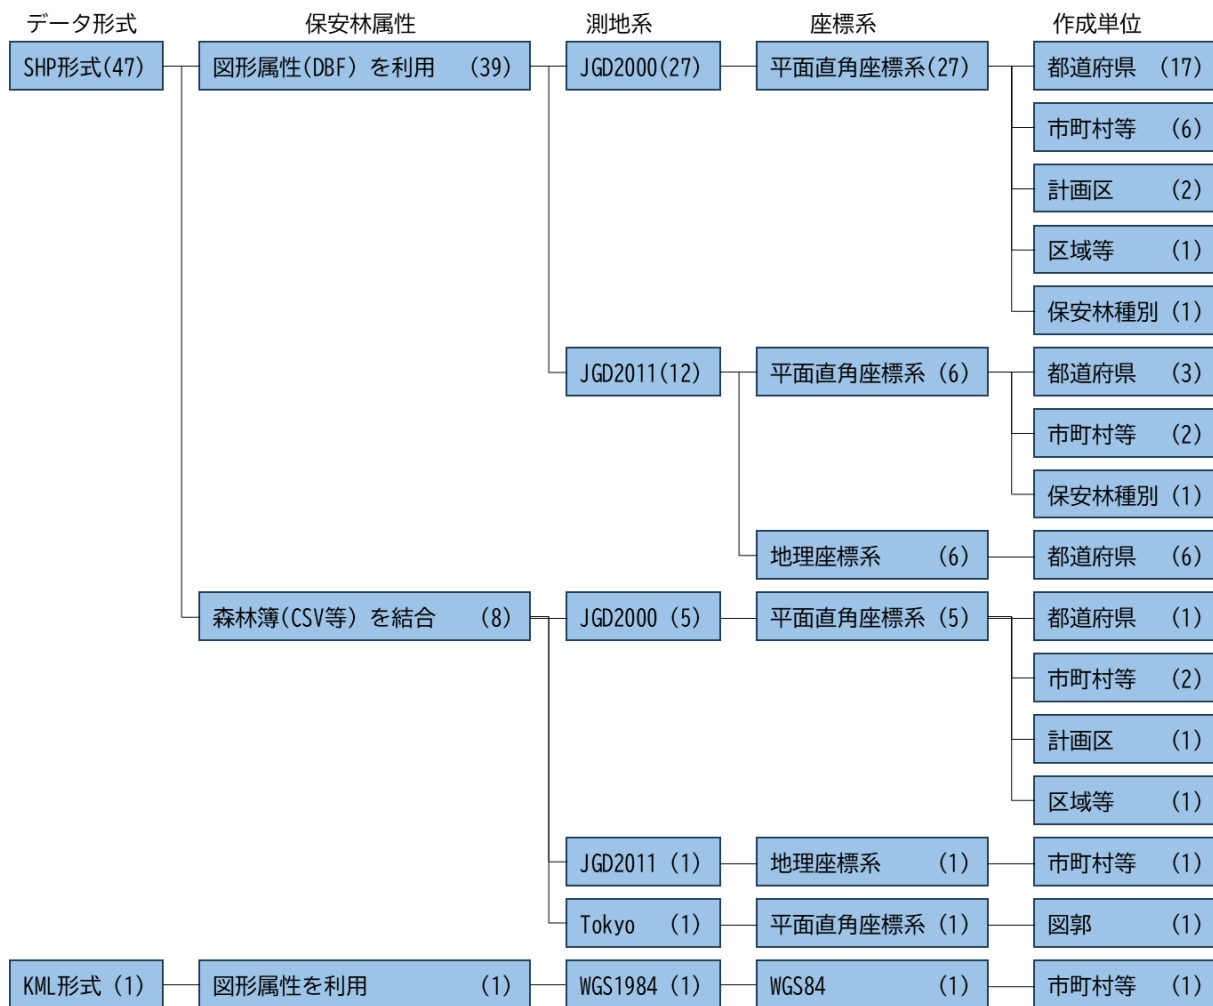 データ形式 保安林属性 測地系 座標系 作成単位
SHP形式(47) 図形属性(DBF) を利用 (39) JGD2000(27) 平面直角座標系(27) 都道府県 (17)
市町村等 (6)
計画区 (2)
区域等 (1)
保安林種別 (1)
JGD2011(12) 平面直角座標系 (6) 都道府県 (3)
市町村等 (2)
保安林種別 (1)
地理座標系 (6) 都道府県 (6)
森林簿(CSV等) を結合 (8) JGD2000 (5) 平面直角座標系 (5) 都道府県 (1)
市町村等 (2)
計画区 (1)
区域等 (1)
JGD2011 (1) 地理座標系 (1) 市町村等 (1)
Tokyo (1) 平面直角座標系 (1) 図郭 (1)
KML形式 (1) 図形属性を利用 (1) WGS1984 (1) WGS84 (1) 市町村等 (1)